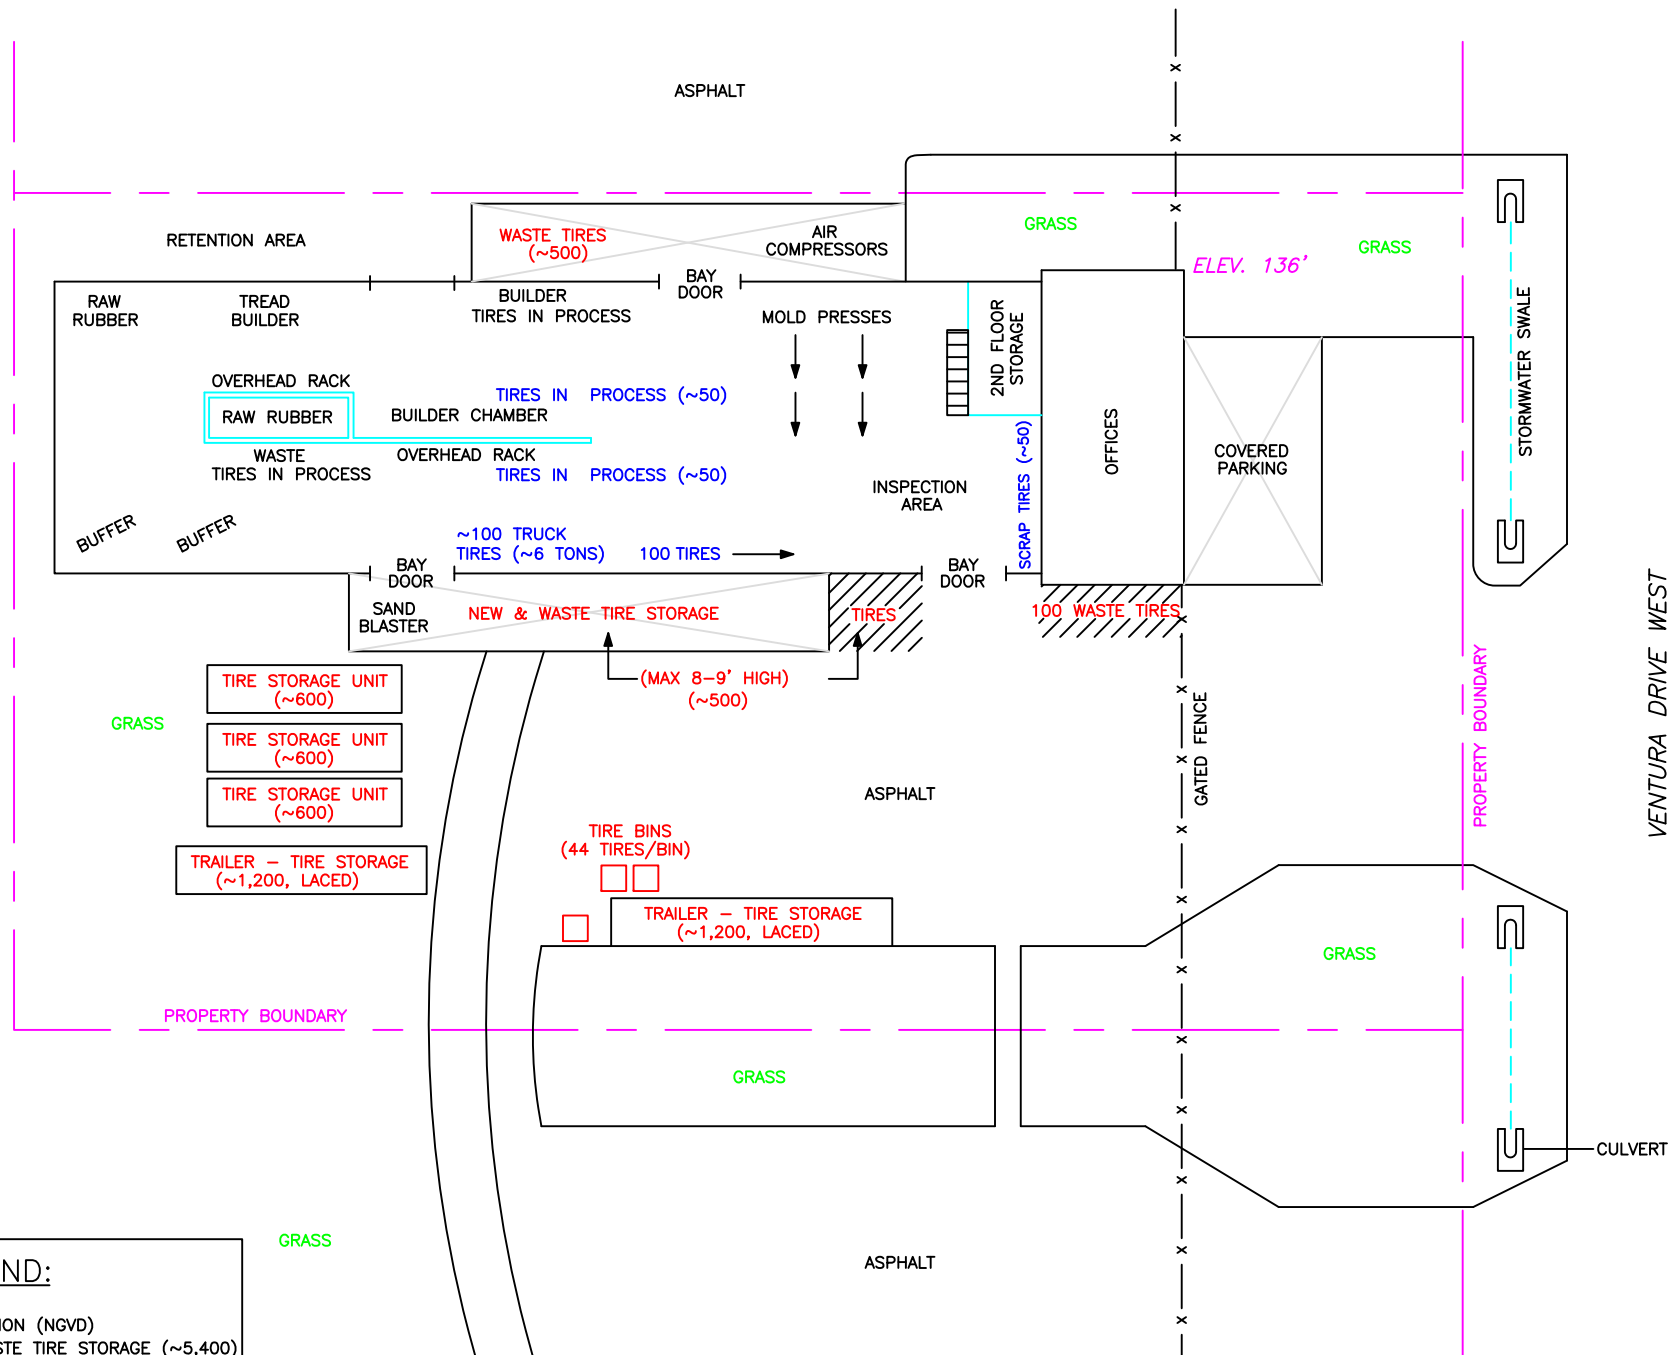 ASPHALT
RETENTION AREA
WASTE TIRES
(~500)
AIR
COMPRESSORS
GRASS
GRASS
ELEV. 136'
RAW
RUBBER
TREAD
BUILDER
BUILDER
TIRES IN PROCESS
BAY
DOOR
MOLD PRESSES
2ND FLOOR
STORAGE
STORMWATER SWALE
OVERHEAD RACK
RAW RUBBER
BUILDER CHAMBER
TIRES IN PROCESS (~50)
WASTE
TIRES IN PROCESS
OVERHEAD RACK
TIRES IN PROCESS (~50)
INSPECTION
AREA
SCRAP TIRES (~50)
OFFICES
COVERED
PARKING
BUFFER
BUFFER
~100 TRUCK
TIRES (~6 TONS)
100 TIRES
BAY
DOOR
BAY
DOOR
SAND
BLASTER
NEW & WASTE TIRE STORAGE
TIRES
100 WASTE TIRES
(MAX 8-9' HIGH)
(~500)
TIRE STORAGE UNIT
(~600)
GRASS
TIRE STORAGE UNIT
(~600)
TIRE STORAGE UNIT
(~600)
GATED FENCE
PROPERTY BOUNDARY
VENTURA DRIVE WEST
ASPHALT
TRAILER - TIRE STORAGE
(~1,200, LACED)
TIRE BINS
(44 TIRES/BIN)
TRAILER - TIRE STORAGE
(~1,200, LACED)
GRASS
PROPERTY BOUNDARY
GRASS
CULVERT
GRASS
ASPHALT
ND:
ION (NGVD)
STE TIRE STORAGE (~5,400)